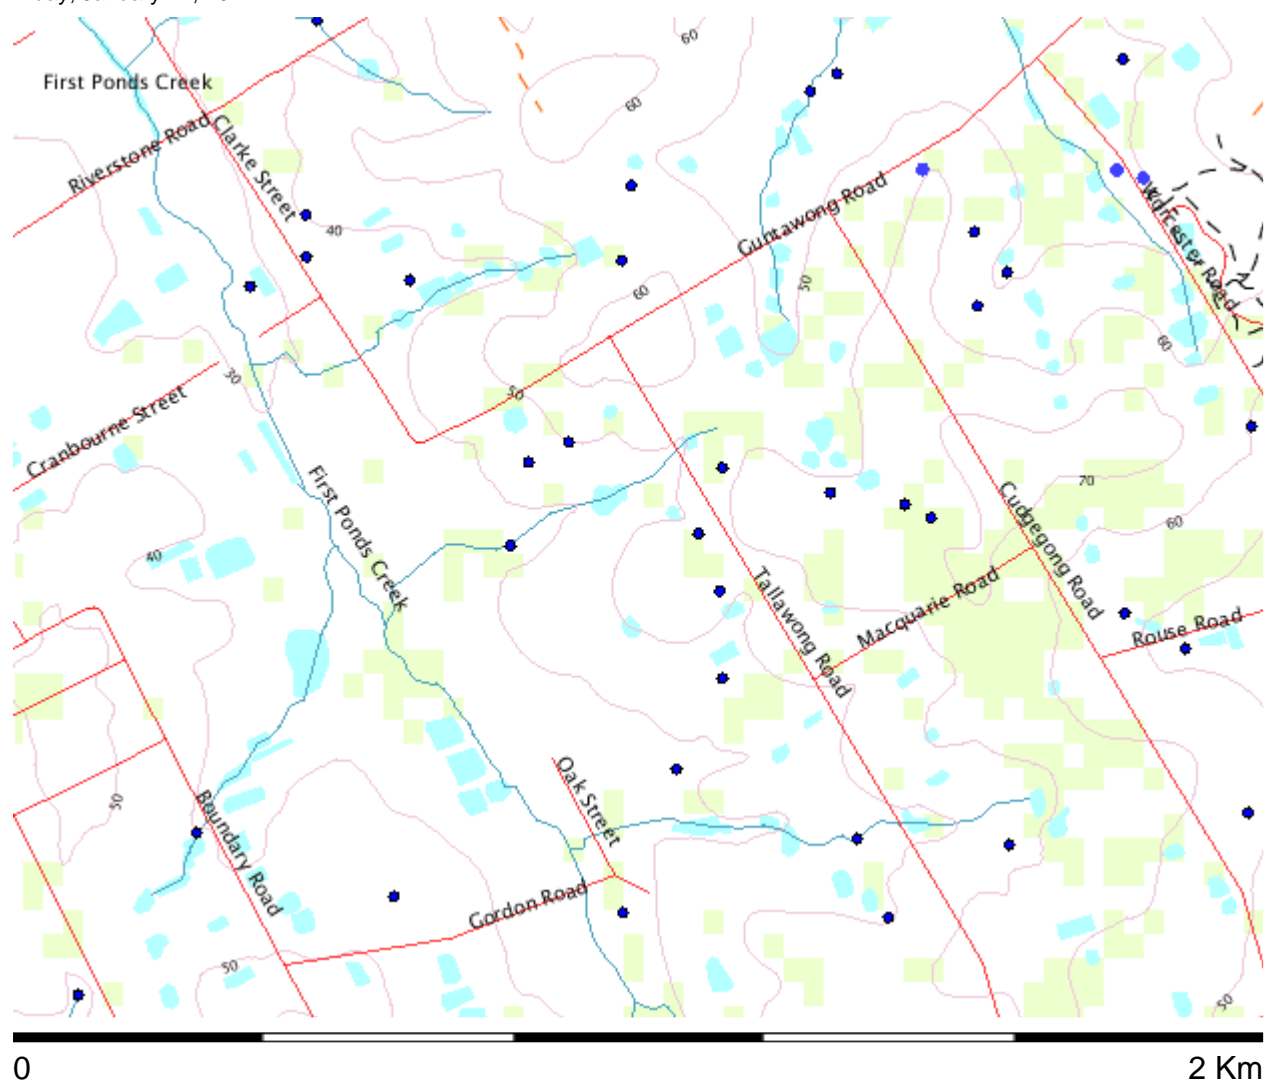 60
First Ponds Creek
60
Riverstone Road
Clarke Street
40
Guntawong Road
Worcester Road
50
60
60
30
50
Cranbourne Street
First Ponds Creek
70
Cudgegong Road
60
40
Tallawong Road
Macquarie Road
Rouse Road
Oak Street
50
Boundary Road
Gordon Road
50
50
0
2 Km